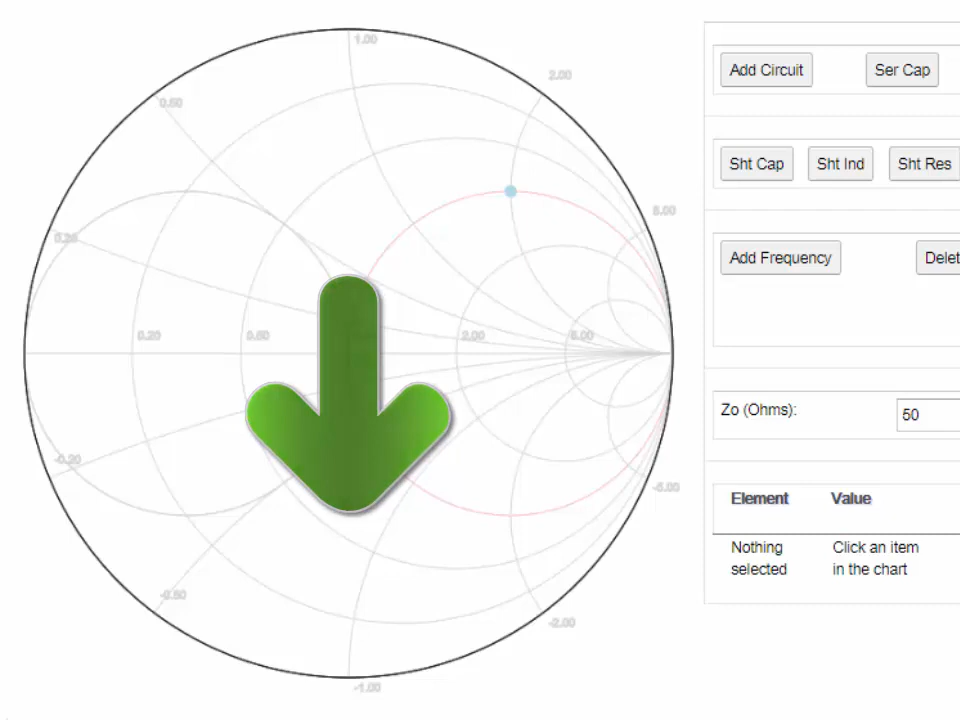 1.00
2.00
0.50
Add Circuit
Ser Cap
Sht Cap
Sht Ind
Sht Res
5.00
0.20
Add Frequency
Delet
0.20
0.50
2.00
5.00
Zo (Ohms):
50
-0.20
-5.00
Element
Value
Nothing
selected
Click an item
in the chart
-0.50
-2.00
-1.00